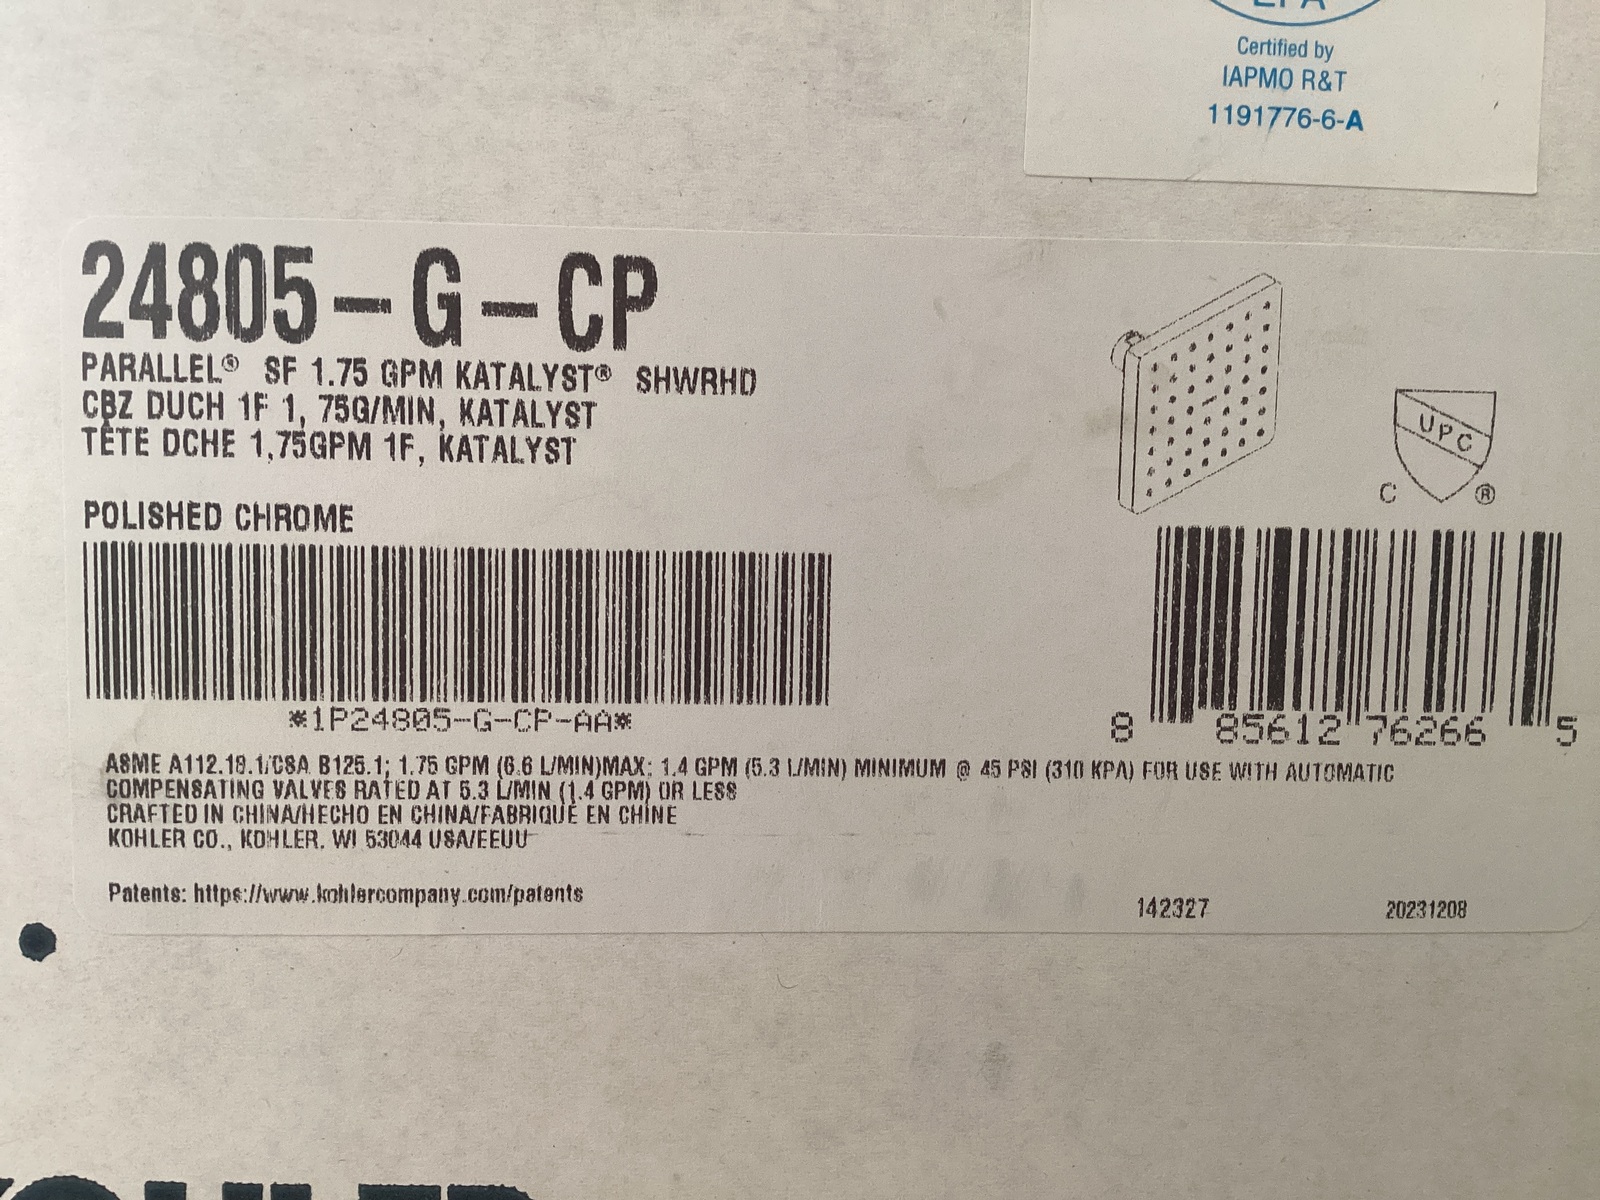 EPA
Certified by
IAPMO R&T
1191776-6-A
24805-G-CP
PARALLEL® SF 1.75 GPM KATALYST® SHWRHD
CBZ DUCH 1F 1, 75G/MIN, KATALYST
TÊTE DCHE 1,75GPM 1F, KATALYST
POLISHED CHROME
UPC
C ®
*1P24805-G-CP-AA*
8 85612 76266 5
ASME A112.18.1/CSA B125.1; 1.75 GPM (6.6 L/MIN)MAX; 1.4 GPM (5.3 L/MIN) MINIMUM @ 45 PSI (310 KPA) FOR USE WITH AUTOMATIC
COMPENSATING VALVES RATED AT 5.3 L/MIN (1.4 GPM) OR LESS
CRAFTED IN CHINA/HECHO EN CHINA/FABRIQUÉ EN CHINE
KOHLER CO., KOHLER, WI 53044 USA/EEUU
Patents: https://www.kohlercompany.com/patents
142327 20231208
KOHLER